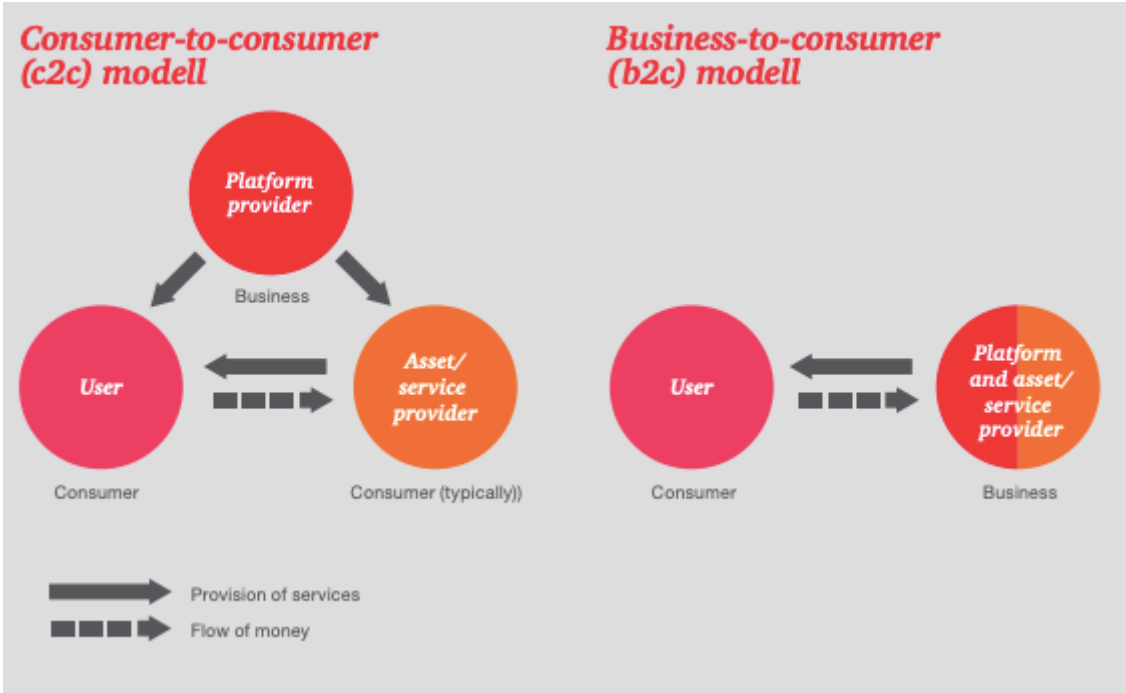 Consumer-to-consumer
(c2c) modell
Business-to-consumer
(b2c) modell
Platform
provider
Business
User
Asset/
service
provider
Consumer
Consumer (typically))
User
Platform
and asset/
service
provider
Consumer
Business
Provision of services
Flow of money